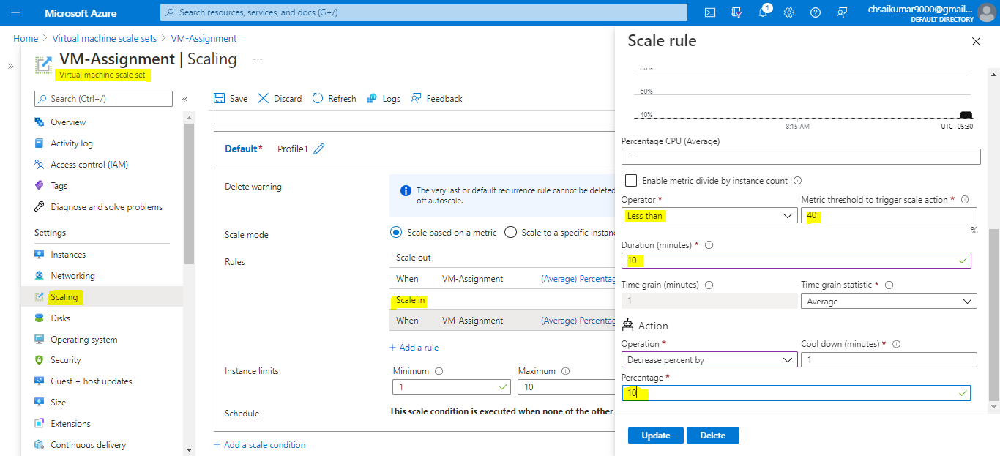 Microsoft Azure
Search resources, services, and docs (G+/)
1
chsaikumar9000@gmail...
DEFAULT DIRECTORY
Home > Virtual machine scale sets > VM-Assignment
VM-Assignment | Scaling ...
Virtual machine scale set
Search (Ctrl+/)
Overview
Activity log
Access control (IAM)
Tags
Diagnose and solve problems
Settings
Instances
Networking
Scaling
Disks
Operating system
Security
Guest + host updates
Size
Extensions
Continuous delivery
Save Discard Refresh Logs Feedback
Default* Profile1
Delete warning
The very last or default recurrence rule cannot be deleted
off autoscale.
Scale mode
Scale based on a metric Scale to a specific instanc
Rules
Scale out
When VM-Assignment (Average) Percentag
Scale in
When VM-Assignment (Average) Percentag
+ Add a rule
Instance limits
Minimum Maximum
1 10
Schedule
This scale condition is executed when none of the other
+ Add a scale condition
Scale rule
80%
60%
40%
8:15 AM UTC+05:30
Percentage CPU (Average)
--
Enable metric divide by instance count
Operator * Metric threshold to trigger scale action *
Less than 40
%
Duration (minutes) *
10
Time grain (minutes) Time grain statistic *
1 Average
Action
Operation * Cool down (minutes) *
Decrease percent by 1
Percentage *
10
Update Delete